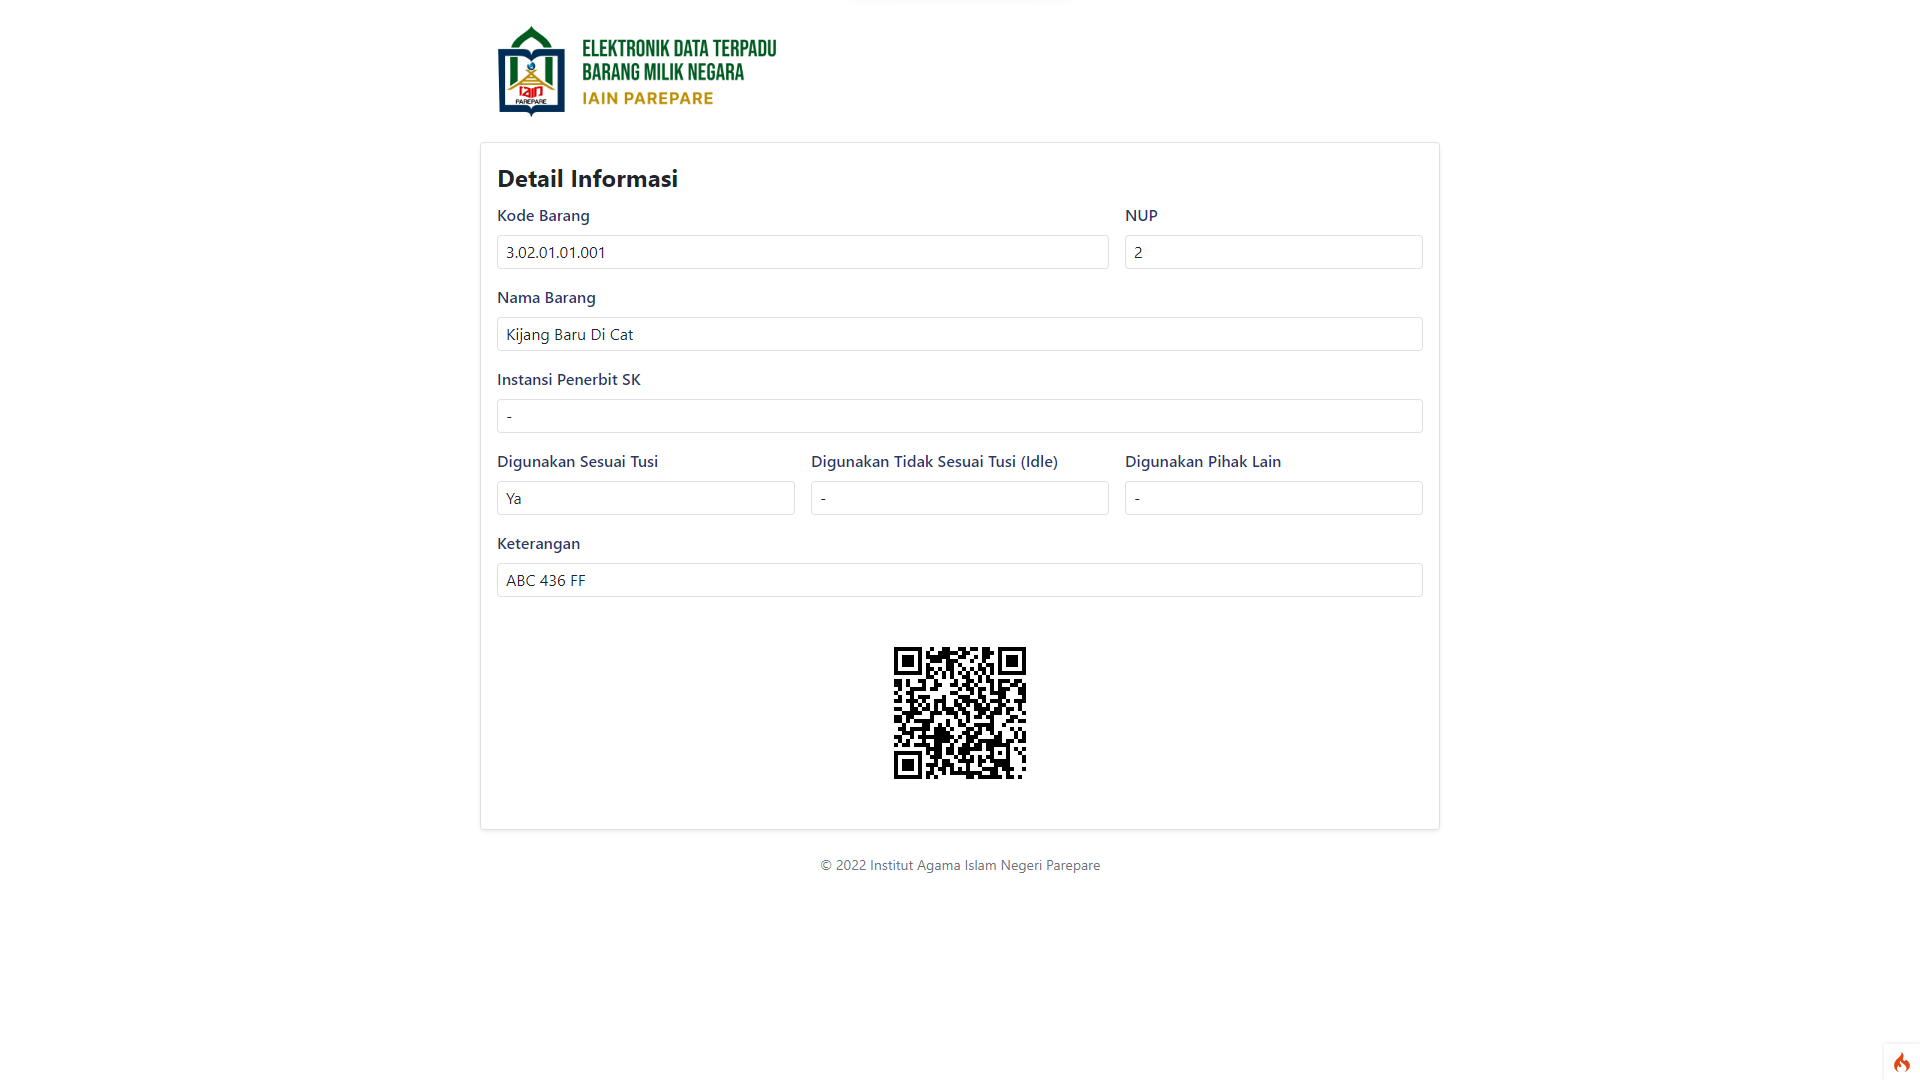 ELEKTRONIK DATA TERPADU
BARANG MILIK NEGARA
IAIN PAREPARE
iain
PAREPARE
Detail Informasi
Kode Barang
NUP
3.02.01.01.001
2
Nama Barang
Kijang Baru Di Cat
Instansi Penerbit SK
-
Digunakan Sesuai Tusi
Digunakan Tidak Sesuai Tusi (Idle)
Digunakan Pihak Lain
Ya
-
-
Keterangan
ABC 436 FF
© 2022 Institut Agama Islam Negeri Parepare